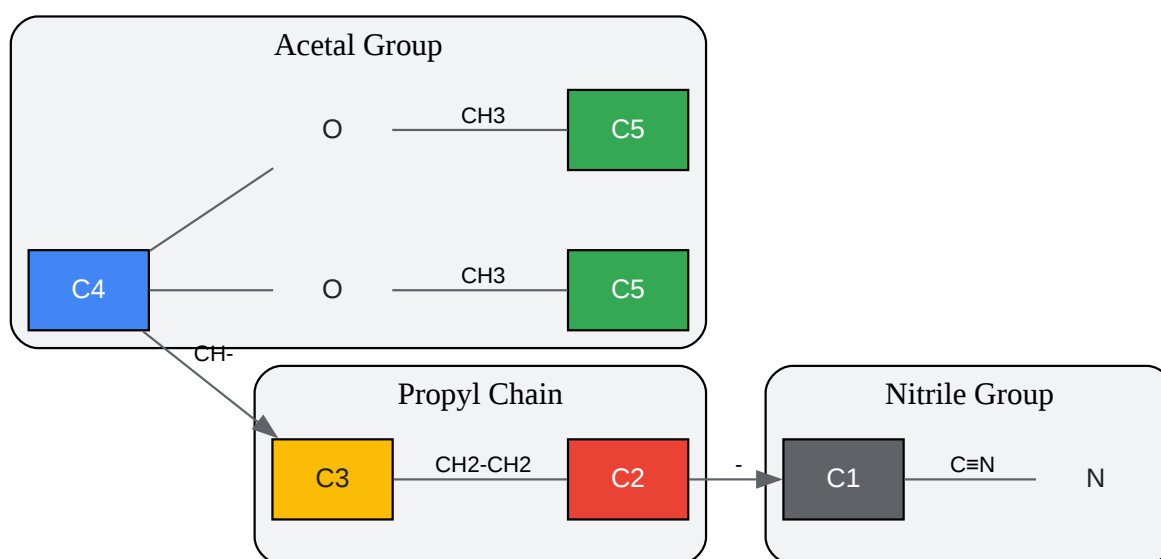 Acetal Group
O
CH3
C5
C4
O
CH3
C5
CH-
Propyl Chain
Nitrile Group
C3
CH2-CH2
C2
-
C1
C≡N
N